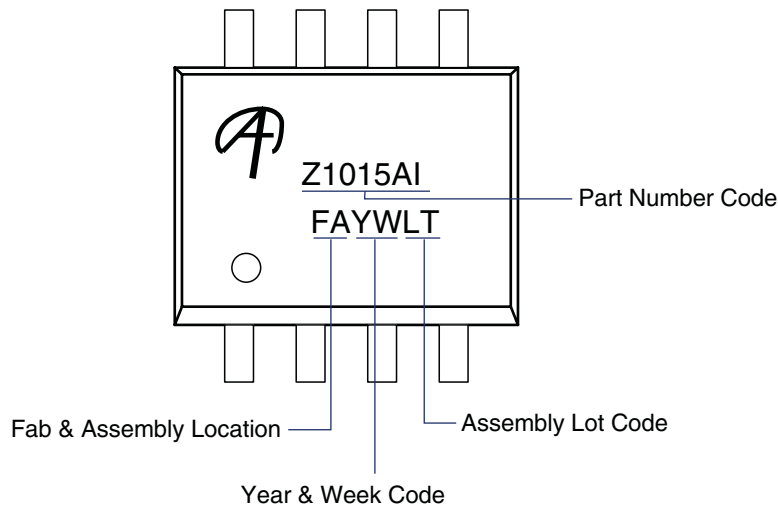 Z1015AI
Part Number Code
FAYWLT
Fab & Assembly Location
Assembly Lot Code
Year & Week Code